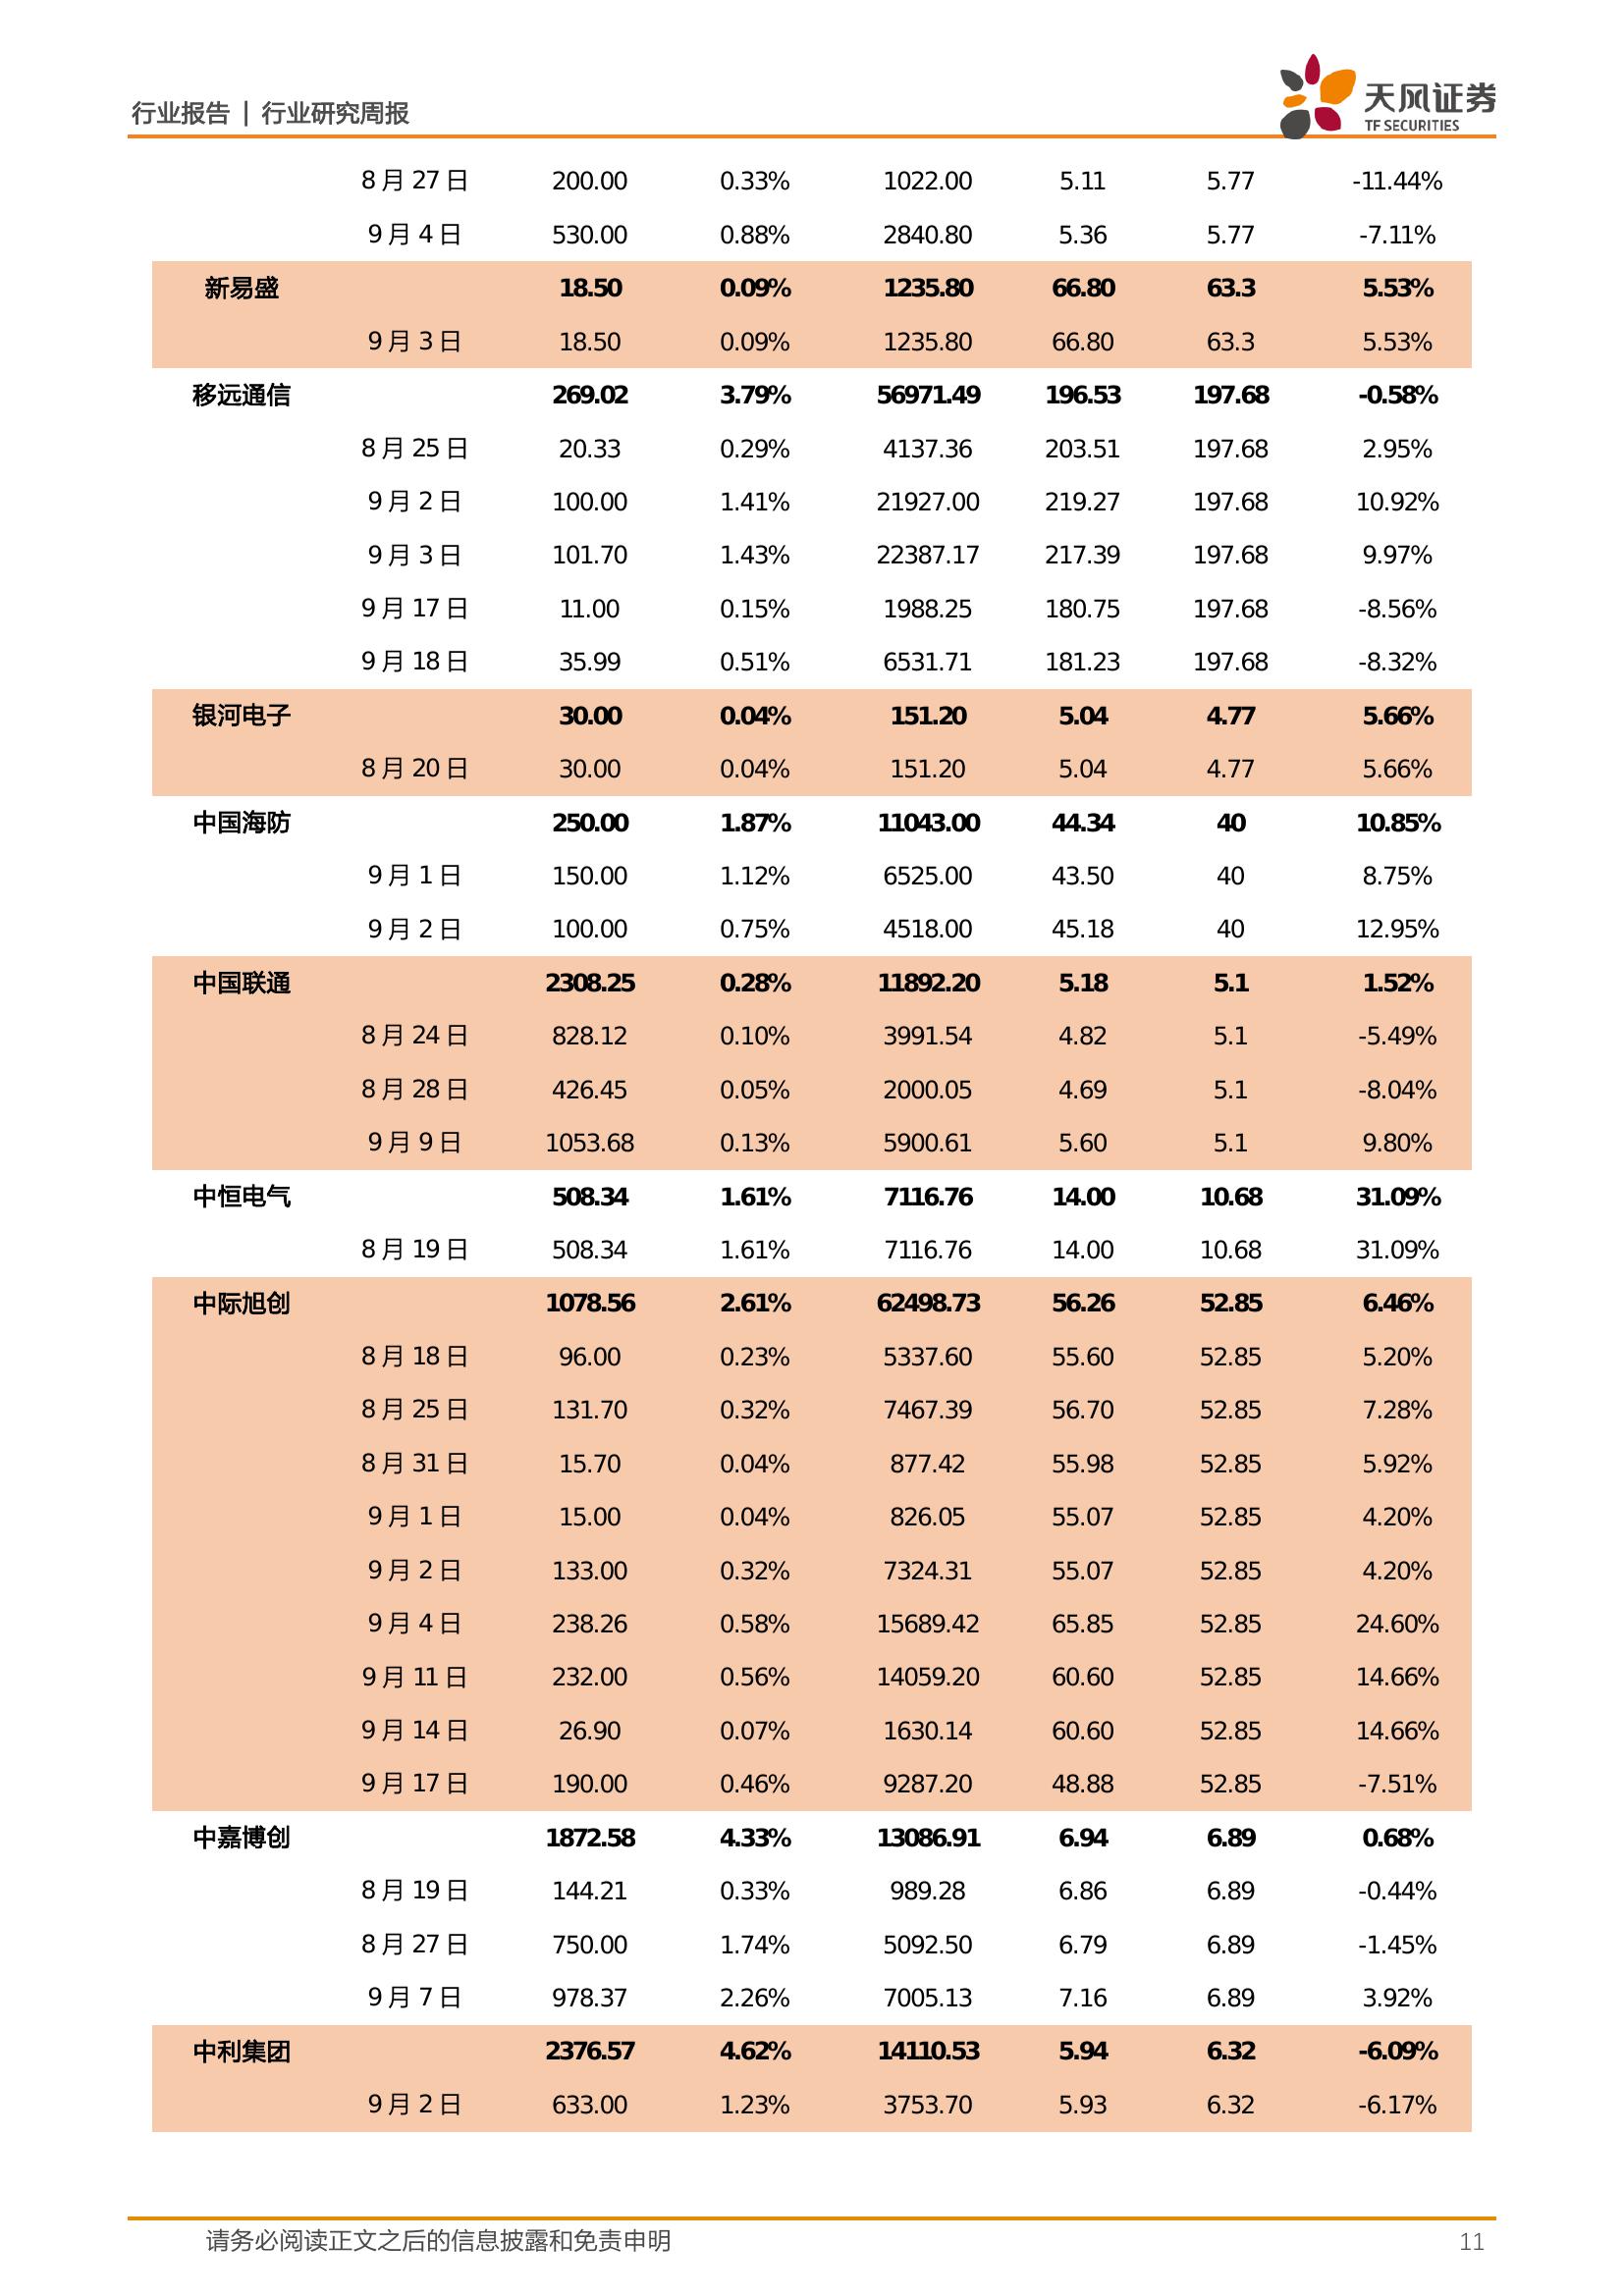 行业报告 | 行业研究周报
天风证券
TF SECURITIES
8月27日 200.00 0.33% 1022.00 5.11 5.77 -11.44%
9月4日 530.00 0.88% 2840.80 5.36 5.77 -7.11%
新易盛 18.50 0.09% 1235.80 66.80 63.3 5.53%
9月3日 18.50 0.09% 1235.80 66.80 63.3 5.53%
移远通信 269.02 3.79% 56971.49 196.53 197.68 -0.58%
8月25日 20.33 0.29% 4137.36 203.51 197.68 2.95%
9月2日 100.00 1.41% 21927.00 219.27 197.68 10.92%
9月3日 101.70 1.43% 22387.17 217.39 197.68 9.97%
9月17日 11.00 0.15% 1988.25 180.75 197.68 -8.56%
9月18日 35.99 0.51% 6531.71 181.23 197.68 -8.32%
银河电子 30.00 0.04% 151.20 5.04 4.77 5.66%
8月20日 30.00 0.04% 151.20 5.04 4.77 5.66%
中国海防 250.00 1.87% 11043.00 44.34 40 10.85%
9月1日 150.00 1.12% 6525.00 43.50 40 8.75%
9月2日 100.00 0.75% 4518.00 45.18 40 12.95%
中国联通 2308.25 0.28% 11892.20 5.18 5.1 1.52%
8月24日 828.12 0.10% 3991.54 4.82 5.1 -5.49%
8月28日 426.45 0.05% 2000.05 4.69 5.1 -8.04%
9月9日 1053.68 0.13% 5900.61 5.60 5.1 9.80%
中恒电气 508.34 1.61% 7116.76 14.00 10.68 31.09%
8月19日 508.34 1.61% 7116.76 14.00 10.68 31.09%
中际旭创 1078.56 2.61% 62498.73 56.26 52.85 6.46%
8月18日 96.00 0.23% 5337.60 55.60 52.85 5.20%
8月25日 131.70 0.32% 7467.39 56.70 52.85 7.28%
8月31日 15.70 0.04% 877.42 55.98 52.85 5.92%
9月1日 15.00 0.04% 826.05 55.07 52.85 4.20%
9月2日 133.00 0.32% 7324.31 55.07 52.85 4.20%
9月4日 238.26 0.58% 15689.42 65.85 52.85 24.60%
9月11日 232.00 0.56% 14059.20 60.60 52.85 14.66%
9月14日 26.90 0.07% 1630.14 60.60 52.85 14.66%
9月17日 190.00 0.46% 9287.20 48.88 52.85 -7.51%
中嘉博创 1872.58 4.33% 13086.91 6.94 6.89 0.68%
8月19日 144.21 0.33% 989.28 6.86 6.89 -0.44%
8月27日 750.00 1.74% 5092.50 6.79 6.89 -1.45%
9月7日 978.37 2.26% 7005.13 7.16 6.89 3.92%
中利集团 2376.57 4.62% 14110.53 5.94 6.32 -6.09%
9月2日 633.00 1.23% 3753.70 5.93 6.32 -6.17%
请务必阅读正文之后的信息披露和免责申明 11